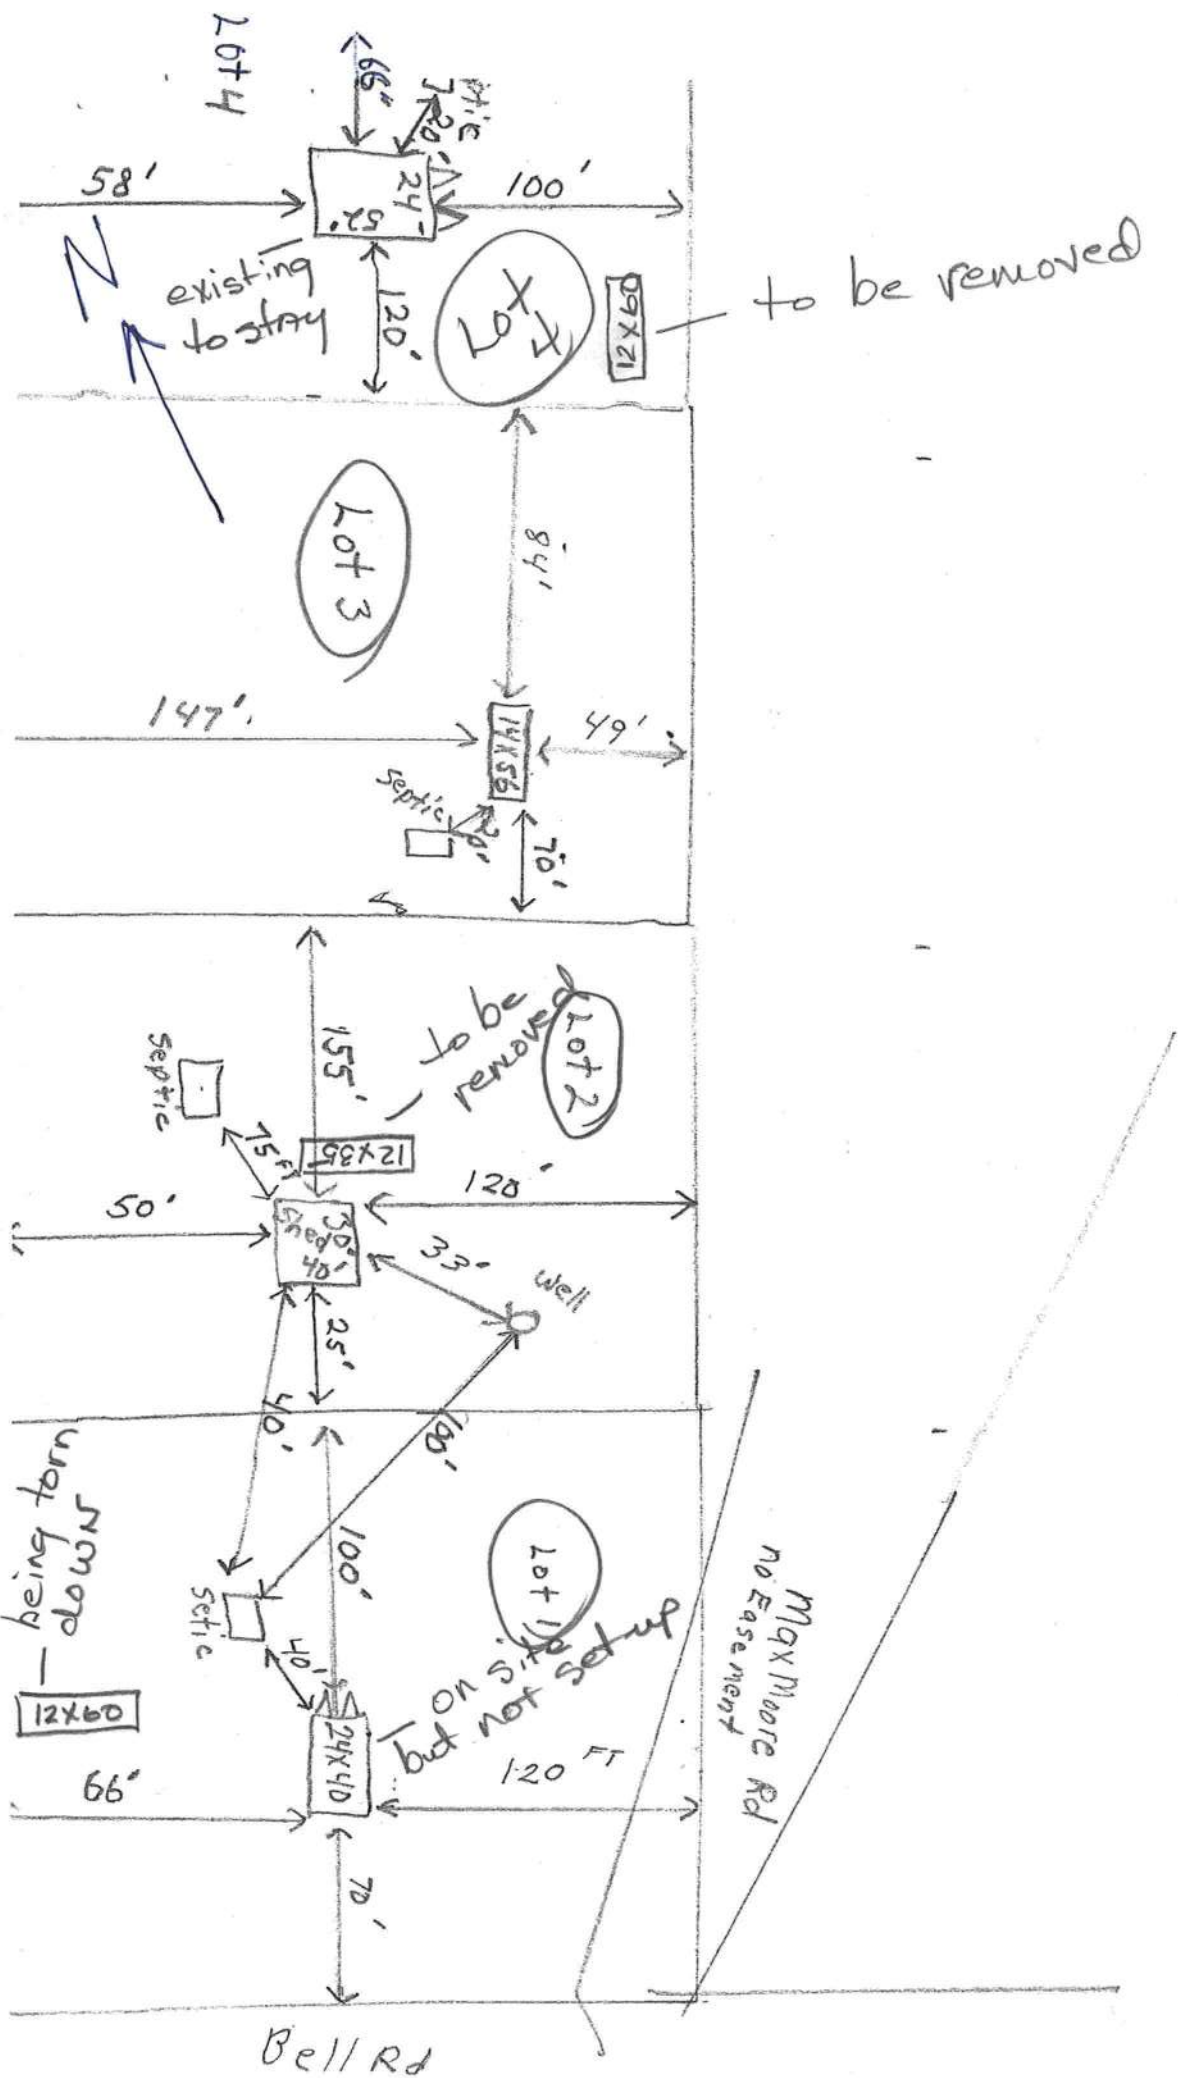 Lot 4
66'
20'
58'
24'
52'
100'
N
existing
to stay
120'
Lot
4
12X60
to be removed
Lot 3
84'
147'
14X56
49'
Septic
20'
70'
155'
to be
removed
Lot 2
Septic
75 ft
12X35
50'
30'
Shed
40'
120'
33'
Well
25'
40'
100'
being torn
down
100'
Lot 1
Setic
40'
on site
but not set up
12X60
24X40
66'
120 FT
70'
Max Moore Rd
no Easement
Bell Rd